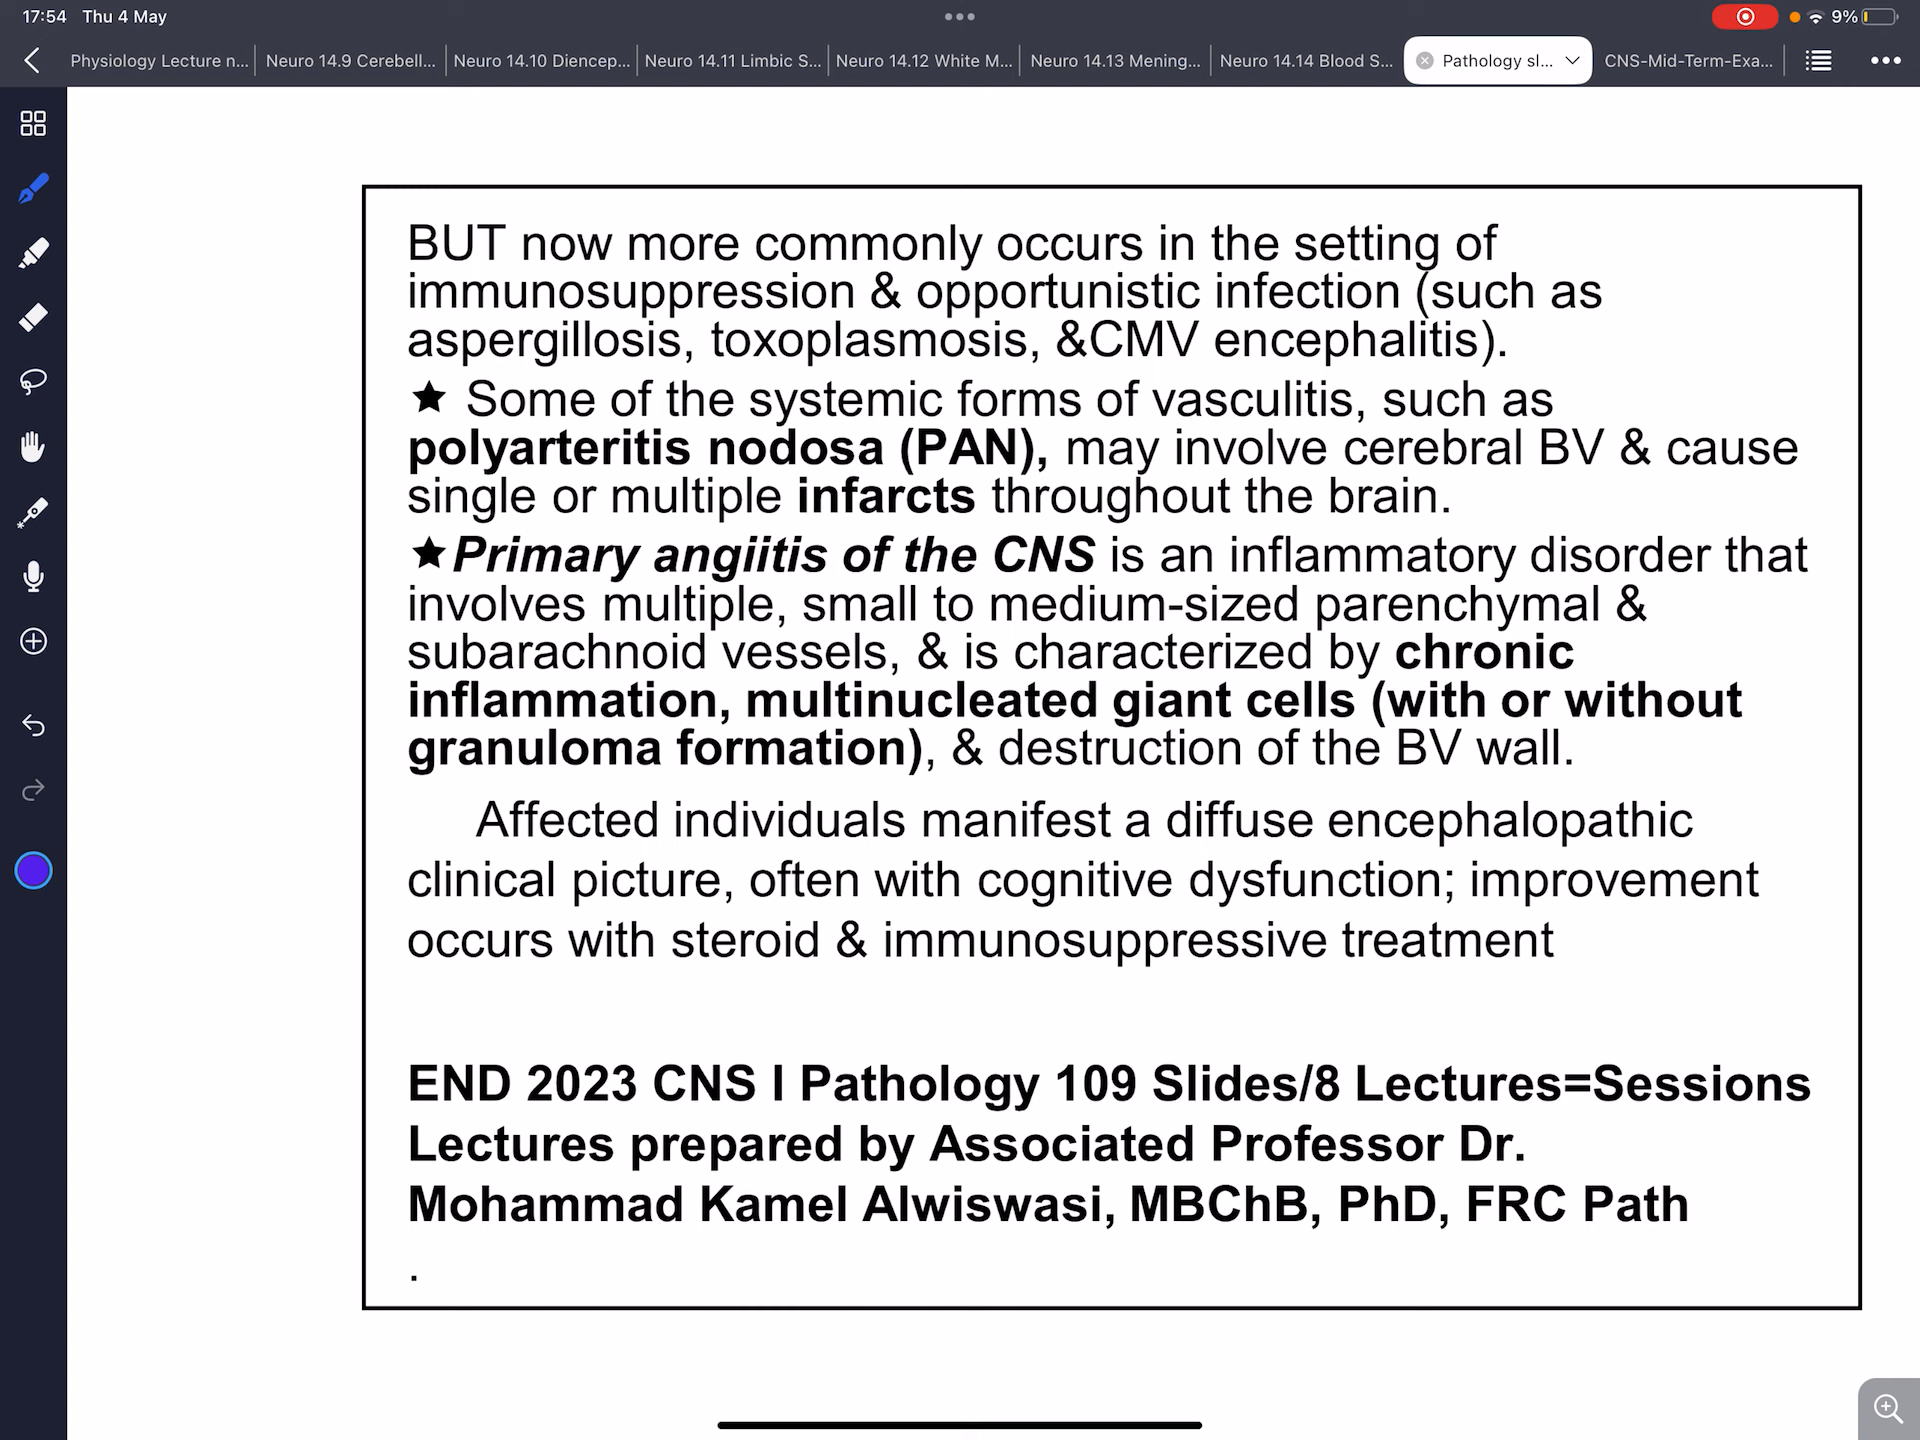 17:54 Thu 4 May
9%
Physiology Lecture n... Neuro 14.9 Cerebell... Neuro 14.10 Diencep... Neuro 14.11 Limbic S... Neuro 14.12 White M... Neuro 14.13 Mening... Neuro 14.14 Blood S... Pathology sl... CNS-Mid-Term-Exa...
BUT now more commonly occurs in the setting of
immunosuppression & opportunistic infection (such as
aspergillosis, toxoplasmosis, &CMV encephalitis).
★ Some of the systemic forms of vasculitis, such as
polyarteritis nodosa (PAN), may involve cerebral BV & cause
single or multiple infarcts throughout the brain.
★Primary angiitis of the CNS is an inflammatory disorder that
involves multiple, small to medium-sized parenchymal &
subarachnoid vessels, & is characterized by chronic
inflammation, multinucleated giant cells (with or without
granuloma formation), & destruction of the BV wall.
Affected individuals manifest a diffuse encephalopathic
clinical picture, often with cognitive dysfunction; improvement
occurs with steroid & immunosuppressive treatment
END 2023 CNS I Pathology 109 Slides/8 Lectures=Sessions
Lectures prepared by Associated Professor Dr.
Mohammad Kamel Alwiswasi, MBChB, PhD, FRC Path
.